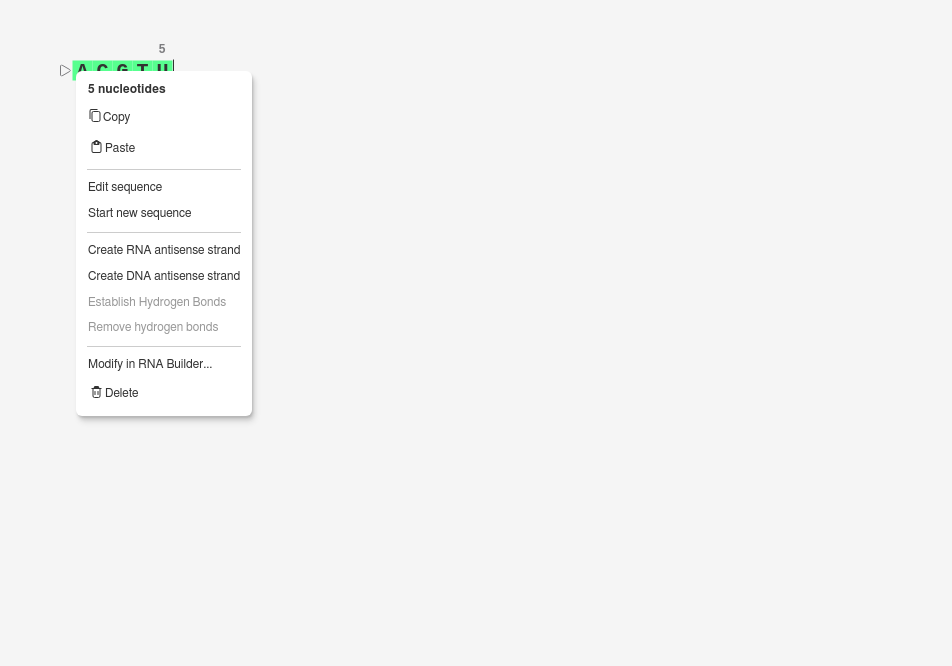 5
A C G T U
5 nucleotides
Copy
Paste
Edit sequence
Start new sequence
Create RNA antisense strand
Create DNA antisense strand
Establish Hydrogen Bonds
Remove hydrogen bonds
Modify in RNA Builder...
Delete